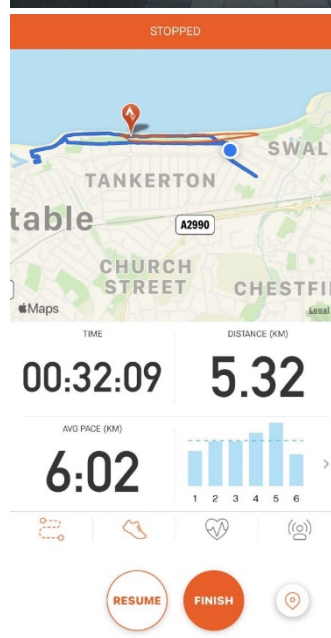 STOPPED
SWAL
TANKERTON
table
A2990
CHURCH
STREET
CHESTFI
Maps
Legal
TIME
DISTANCE (KM)
00:32:09
5.32
AVG PACE (KM)
6:02
1 2 3 4 5 6
RESUME
FINISH